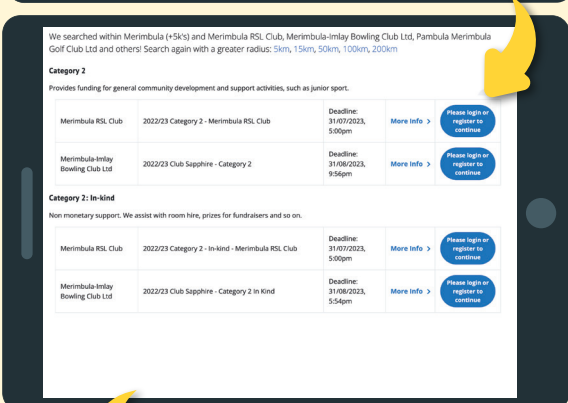 We searched within Merimbula (+5k's) and Merimbula RSL Club, Merimbula-Imlay Bowling Club Ltd, Pambula Merimbula
Golf Club Ltd and others! Search again with a greater radius: 5km, 15km, 50km, 100km, 200km
Category 2
Provides funding for general community development and support activities, such as junior sport.
Merimbula RSL Club 2022/23 Category 2 - Merimbula RSL Club Deadline: 31/07/2023, 5:00pm More Info > Please login or register to continue
Merimbula-Imlay Bowling Club Ltd 2022/23 Club Sapphire - Category 2 Deadline: 31/08/2023, 9:56pm More Info > Please login or register to continue
Category 2: In-kind
Non monetary support. We assist with room hire, prizes for fundraisers and so on.
Merimbula RSL Club 2022/23 Category 2 - In-kind - Merimbula RSL Club Deadline: 31/07/2023, 5:00pm More Info > Please login or register to continue
Merimbula-Imlay Bowling Club Ltd 2022/23 Club Sapphire - Category 2 In Kind Deadline: 31/08/2023, 5:54pm More Info > Please login or register to continue